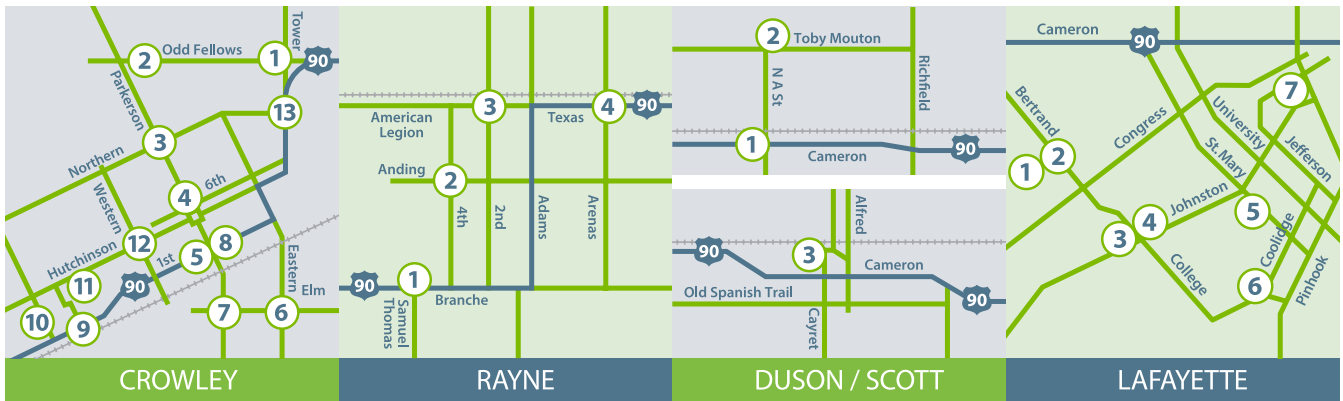 Tower
2
Odd Fellows
1
90
Parkerson
13
3
Northern
Western
4
6th
12
5
8
Hutchinson
1st
Eastern
11
90
Elm
10
9
7
6
CROWLEY
3
4
90
American
Legion
Texas
Anding
2
4th
2nd
Adams
Arenas
90
1
Branche
Samuel
Thomas
RAYNE
2
Toby Mouton
N A St
Richfield
1
Cameron
90
Alfred
90
3
Cameron
Old Spanish Trail
90
Cayret
DUSON / SCOTT
Cameron
90
Bertrand
7
Congress
University
St. Mary
Jefferson
1
2
Johnston
3
4
5
Coolidge
College
6
Pinhook
LAFAYETTE